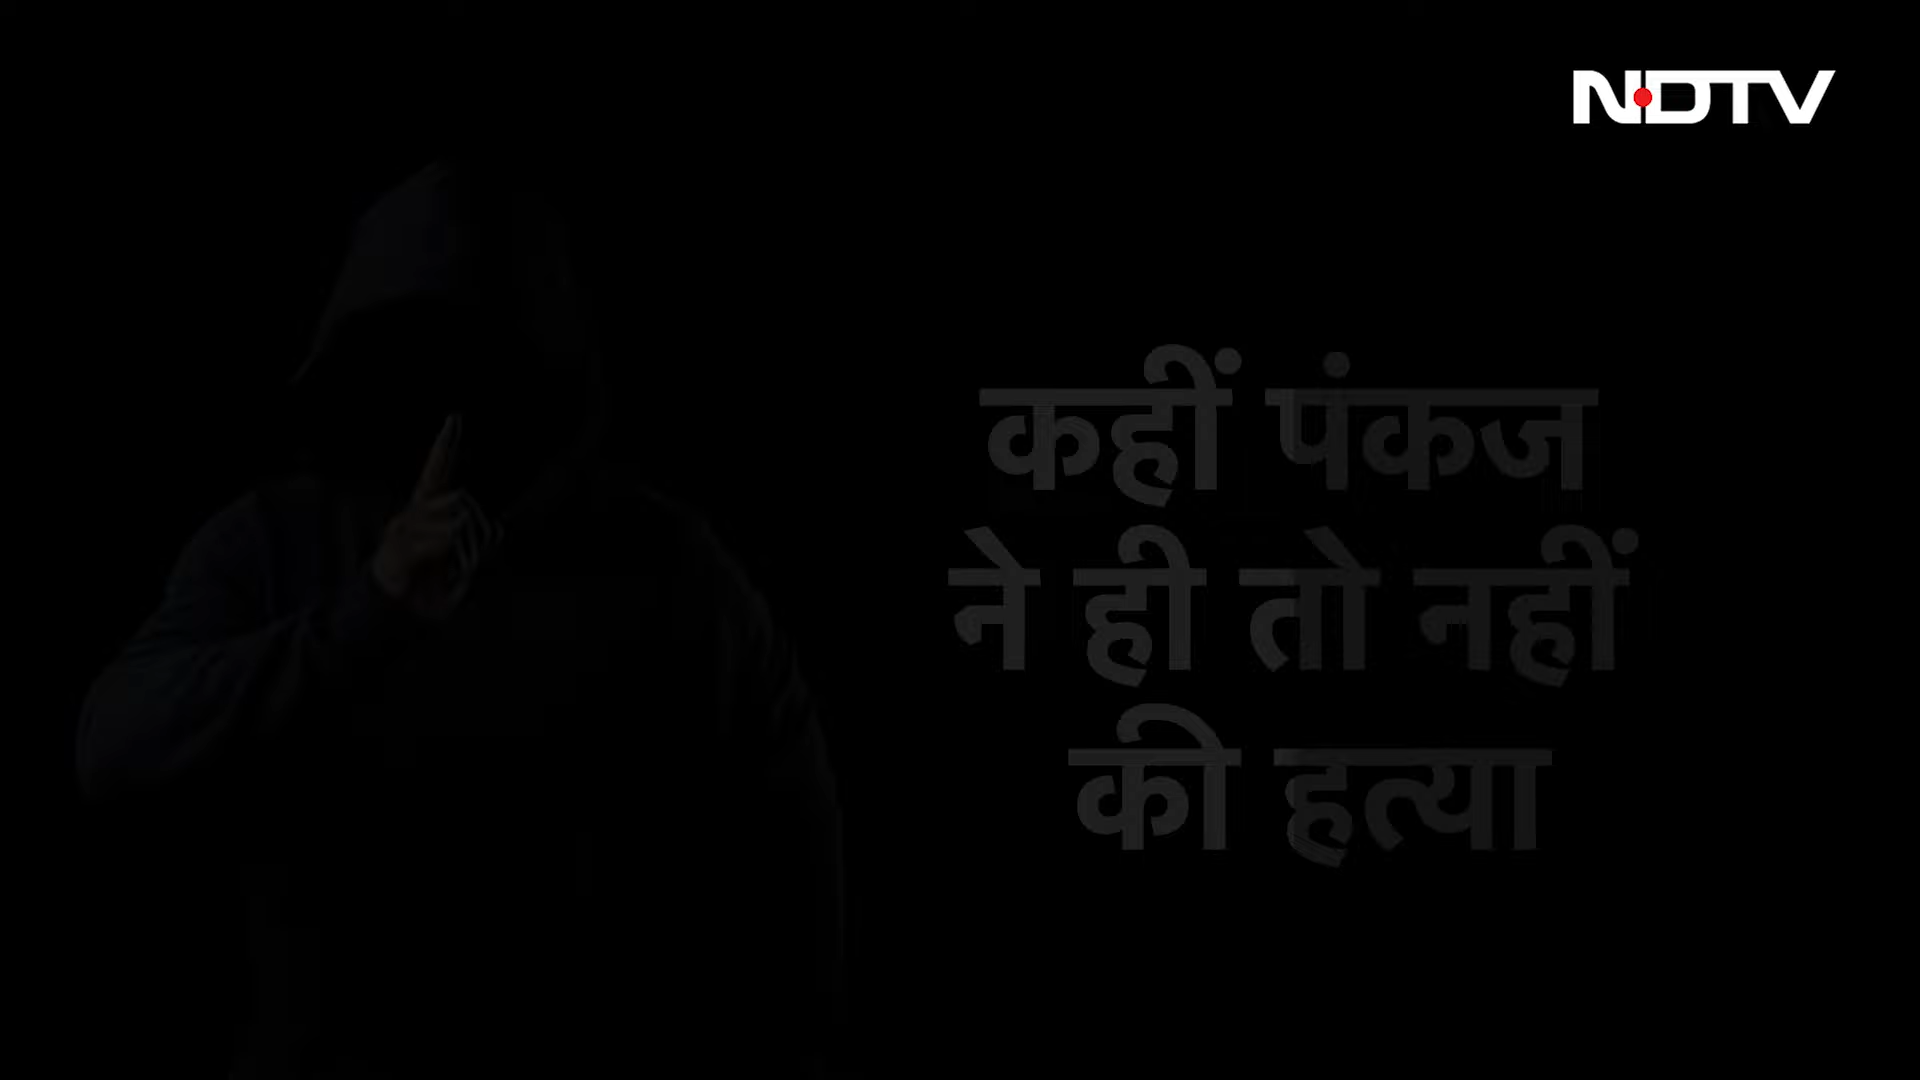 NDTV
कहीं पंकज
ने ही तो नहीं
की हत्या